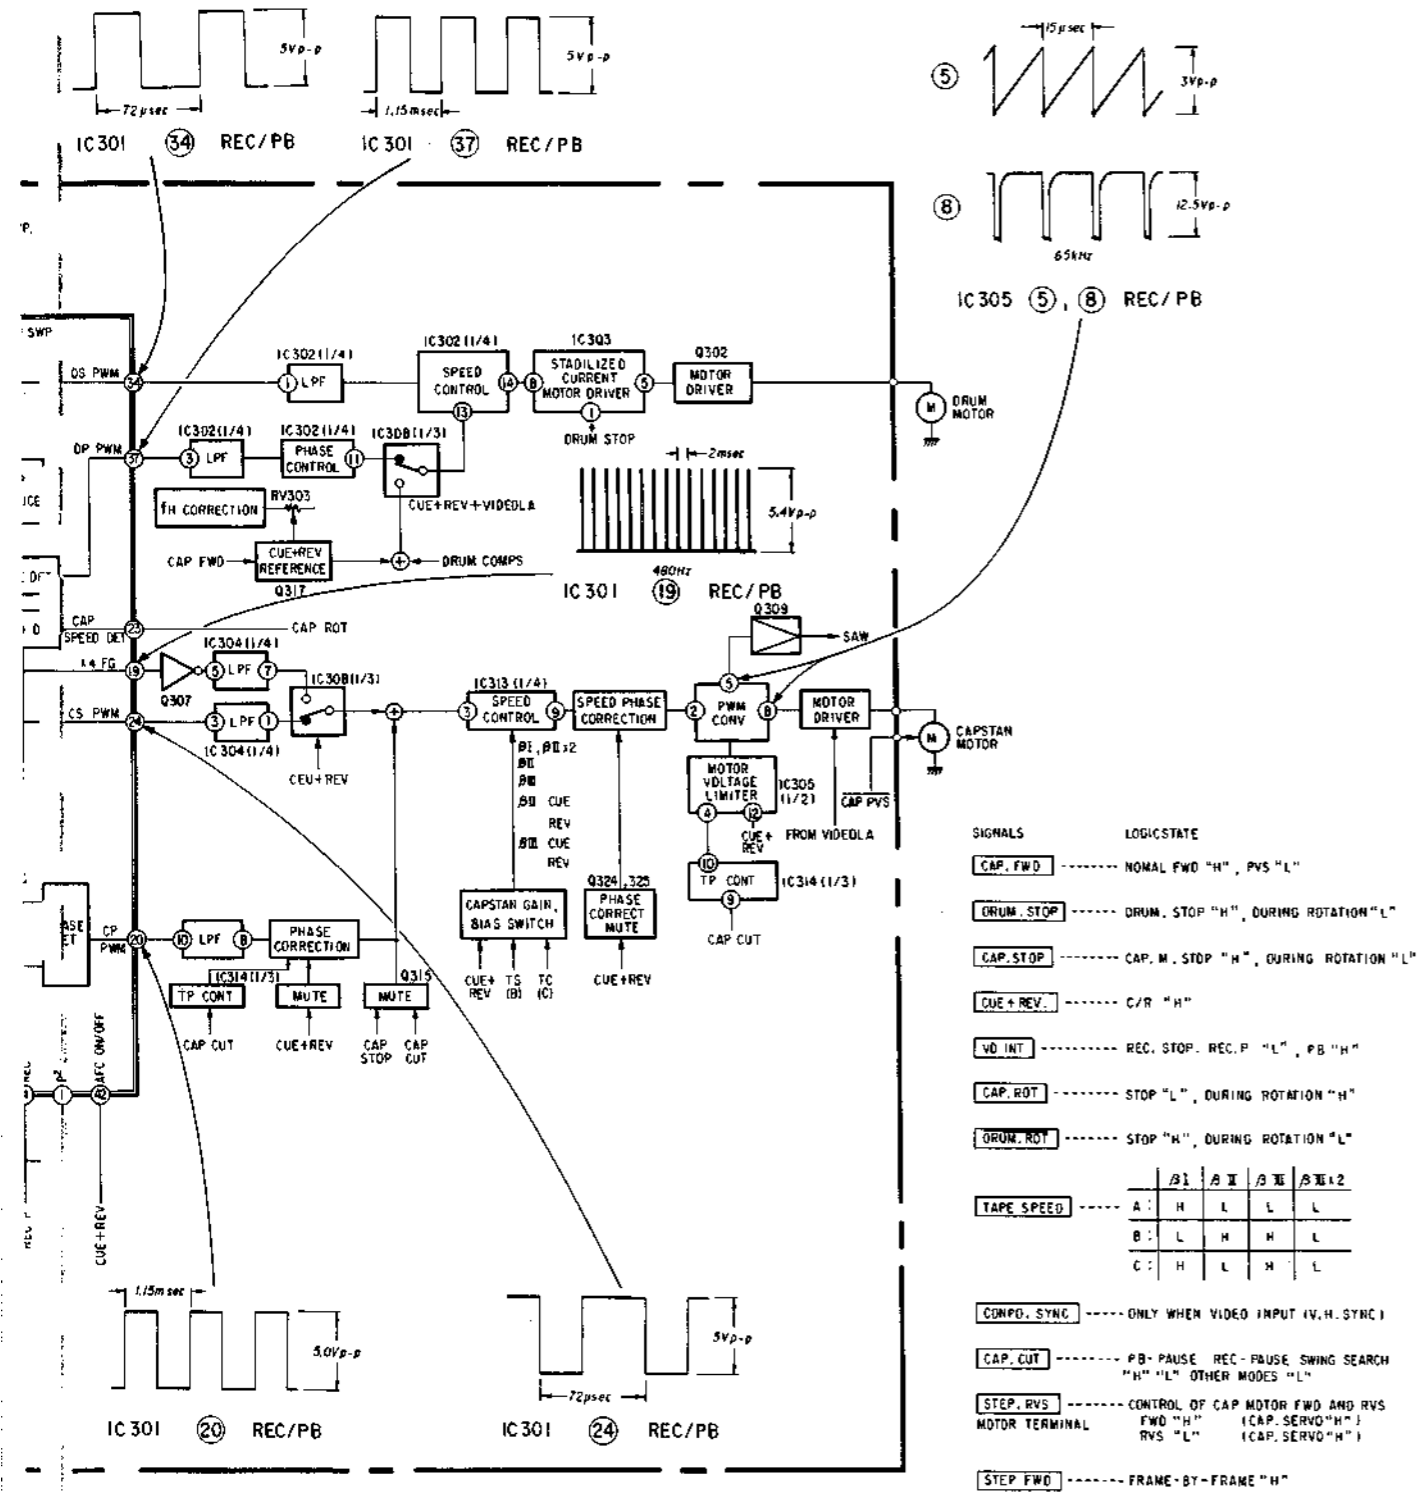 5Vp-p
72μsec
IC301 34 REC/PB
5Vp-p
1.15msec
IC301 37 REC/PB
5
15μsec
3Vp-p
8
12.5Vp-p
65kHz
IC305 5, 8 REC/PB
SWP
DS PWM
34
IC302(1/4)
1 LPF
IC302(1/4)
SPEED
CONTROL
14
13
IC303
STADILIZED
CURRENT
MOTOR DRIVER
8
5
1
DRUM STOP
Q302
MOTOR
DRIVER
M
DRUM
MOTOR
DP PWM
37
IC302(1/4)
3 LPF
IC302(1/4)
PHASE
CONTROL
11
IC308(1/3)
CUE+REV+VIDEOLA
fH CORRECTION
RV303
CAP FWD
CUE+REV
REFERENCE
Q317
+
DRUM COMPS
2msec
5.4Vp-p
480Hz
IC301 19 REC/PB
CAP
SPEED DET
23
CAP ROT
19
Q307
IC304(1/4)
5 LPF 7
CS PWM
24
3 LPF 1
IC304(1/4)
IC308(1/3)
CEU+REV
+
IC313(1/4)
3
SPEED
CONTROL
9
SPEED PHASE
CORRECTION
Q309
SAW
5
2
PWM
CONV
8
MOTOR
DRIVER
M
CAPSTAN
MOTOR
CAP PVS
βI, βIIx2
βII
βIII
βII CUE
REV
βIII CUE
REV
MOTOR
VOLTAGE
LIMITER
IC305
(1/2)
4
12
CUE+
REV
FROM VIDEOLA
10
TP CONT
9
IC314(1/3)
CAP CUT
CAPSTAN GAIN,
BIAS SWITCH
CUE+
REV
TS
(B)
TC
(C)
Q324,325
PHASE
CORRECT
MUTE
CUE+REV
CP
PWM
20
10 LPF 8
PHASE
CORRECTION
IC314(1/3)
TP CONT
CAP CUT
MUTE
CUE+REV
Q315
MUTE
CAP
STOP
CAP
CUT
AFC ON/OFF
1
42
CUE+REV
1.15msec
5.0Vp-p
IC301 20 REC/PB
5Vp-p
72μsec
IC301 24 REC/PB
SIGNALS LOGICSTATE
CAP. FWD ------- NOMAL FWD "H", PVS "L"
DRUM. STOP ------ DRUM. STOP "H", DURING ROTATION "L"
CAP.STOP ------- CAP. M. STOP "H", DURING ROTATION "L"
CUE + REV. ------- C/R "H"
VD INT -------- REC. STOP. REC.P "L", PB "H"
CAP. ROT -------- STOP "L", DURING ROTATION "H"
DRUM.ROT ------- STOP "H", DURING ROTATION "L"
βI βII βIII βIIx2
TAPE SPEED ----- A: H L L L
B: L H H L
C: H L H L
CONPO. SYNC ----- ONLY WHEN VIDEO INPUT (V.H.SYNC)
CAP. CUT ------- PB-PAUSE REC-PAUSE SWING SEARCH
"H" "L" OTHER MODES "L"
STEP. RVS ------- CONTROL OF CAP MOTOR FWD AND RVS
MOTOR TERMINAL FWD "H" (CAP. SERVO "H")
RVS "L" (CAP. SERVO "H")
STEP FWD ------- FRAME-BY-FRAME "H"